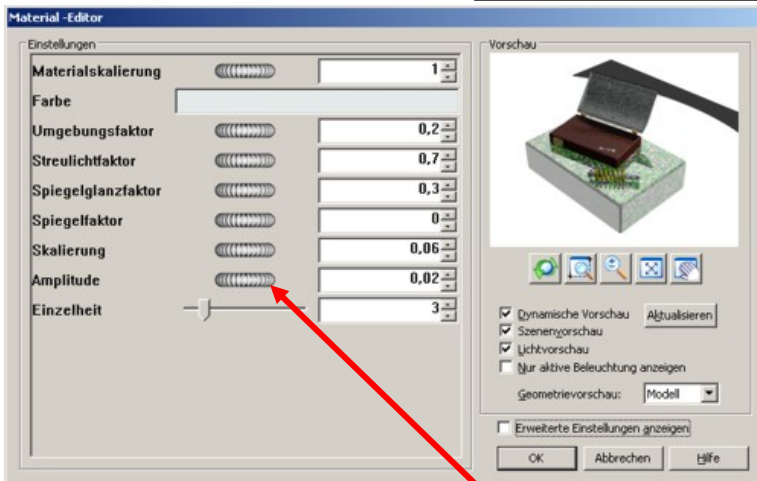 Material -Editor
Einstellungen
Materialskalierung 1
Farbe
Umgebungsfaktor 0,2
Streulichtfaktor 0,7
Spiegelglanzfaktor 0,3
Spiegelfaktor 0
Skalierung 0,06
Amplitude 0,02
Einzelheit 3
Vorschau
Dynamische Vorschau Aktualisieren
Szenenvorschau
Lichtvorschau
Nur aktive Beleuchtung anzeigen
Geometrievorschau: Modell
Erweiterte Einstellungen anzeigen
OK Abbrechen Hilfe